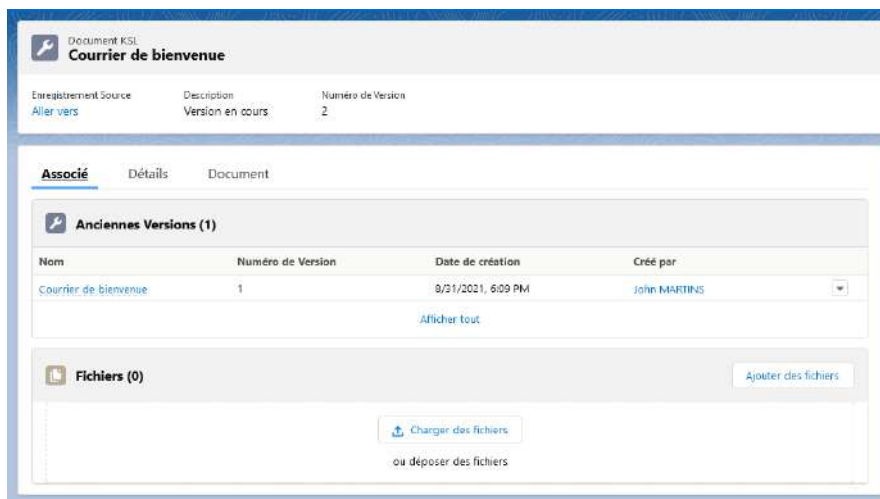 Document KSL
Courrier de bienvenue
Enregistrement Source Description Numéro de Version
Aller vers Version en cours 2
Associé Détails Document
Anciennes Versions (1)
Nom Numéro de Version Date de création Créé par
Courrier de bienvenue 1 8/31/2021, 6:09 PM John MARTINS
Afficher tout
Fichiers (0) Ajouter des fichiers
Charger des fichiers
ou déposer des fichiers